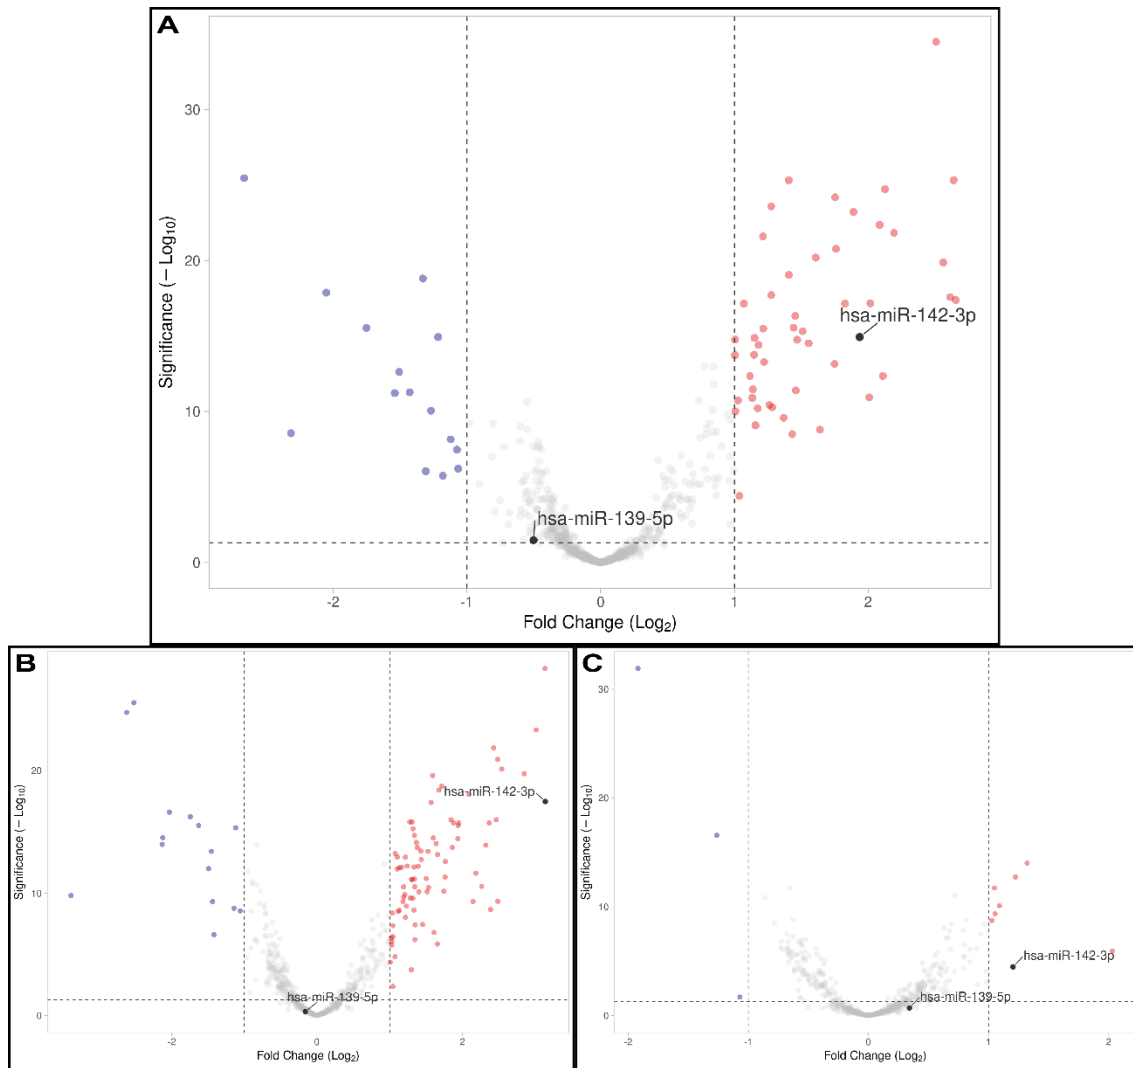 A
30
20
10
0
Significance (− Log₁₀)
hsa-miR-142-3p
hsa-miR-139-5p
-2
-1
0
1
2
Fold Change (Log₂)
B
20
10
0
Significance (− Log₁₀)
hsa-miR-142-3p
hsa-miR-139-5p
-2
0
2
Fold Change (Log₂)
C
30
20
10
0
Significance (− Log₁₀)
hsa-miR-142-3p
hsa-miR-139-5p
-2
-1
0
1
2
Fold Change (Log₂)